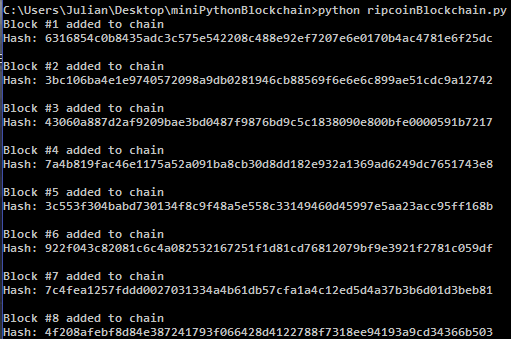 C:\Users\Julian\Desktop\miniPythonBlockchain>python ripcoinBlockchain.py
Block #1 added to chain
Hash: 6316854c0b8435adc3c575e542208c488e92ef7207e6e0170b4ac4781e6f25dc
Block #2 added to chain
Hash: 3bc106ba4e1e9740572098a9db0281946cb88569f6e6e6c899ae51cdc9a12742
Block #3 added to chain
Hash: 43060a887d2af9209bae3bd0487f9876bd9c5c1838090e800bfe0000591b7217
Block #4 added to chain
Hash: 7a4b819fac46e1175a52a091ba8cb30d8dd182e932a1369ad6249dc7651743e8
Block #5 added to chain
Hash: 3c553f304babd730134f8c9f48a5e558c33149460d45997e5aa23acc95ff168b
Block #6 added to chain
Hash: 922f043c82081c6c4a082532167251f1d81cd76812079bf9e3921f2781c059df
Block #7 added to chain
Hash: 7c4fea1257fddd0027031334a4b61db57cfa1a4c12ed5d4a37b3b6d01d3beb81
Block #8 added to chain
Hash: 4f208afebf8d84e387241793f066428d4122788f7318ee94193a9cd34366b503